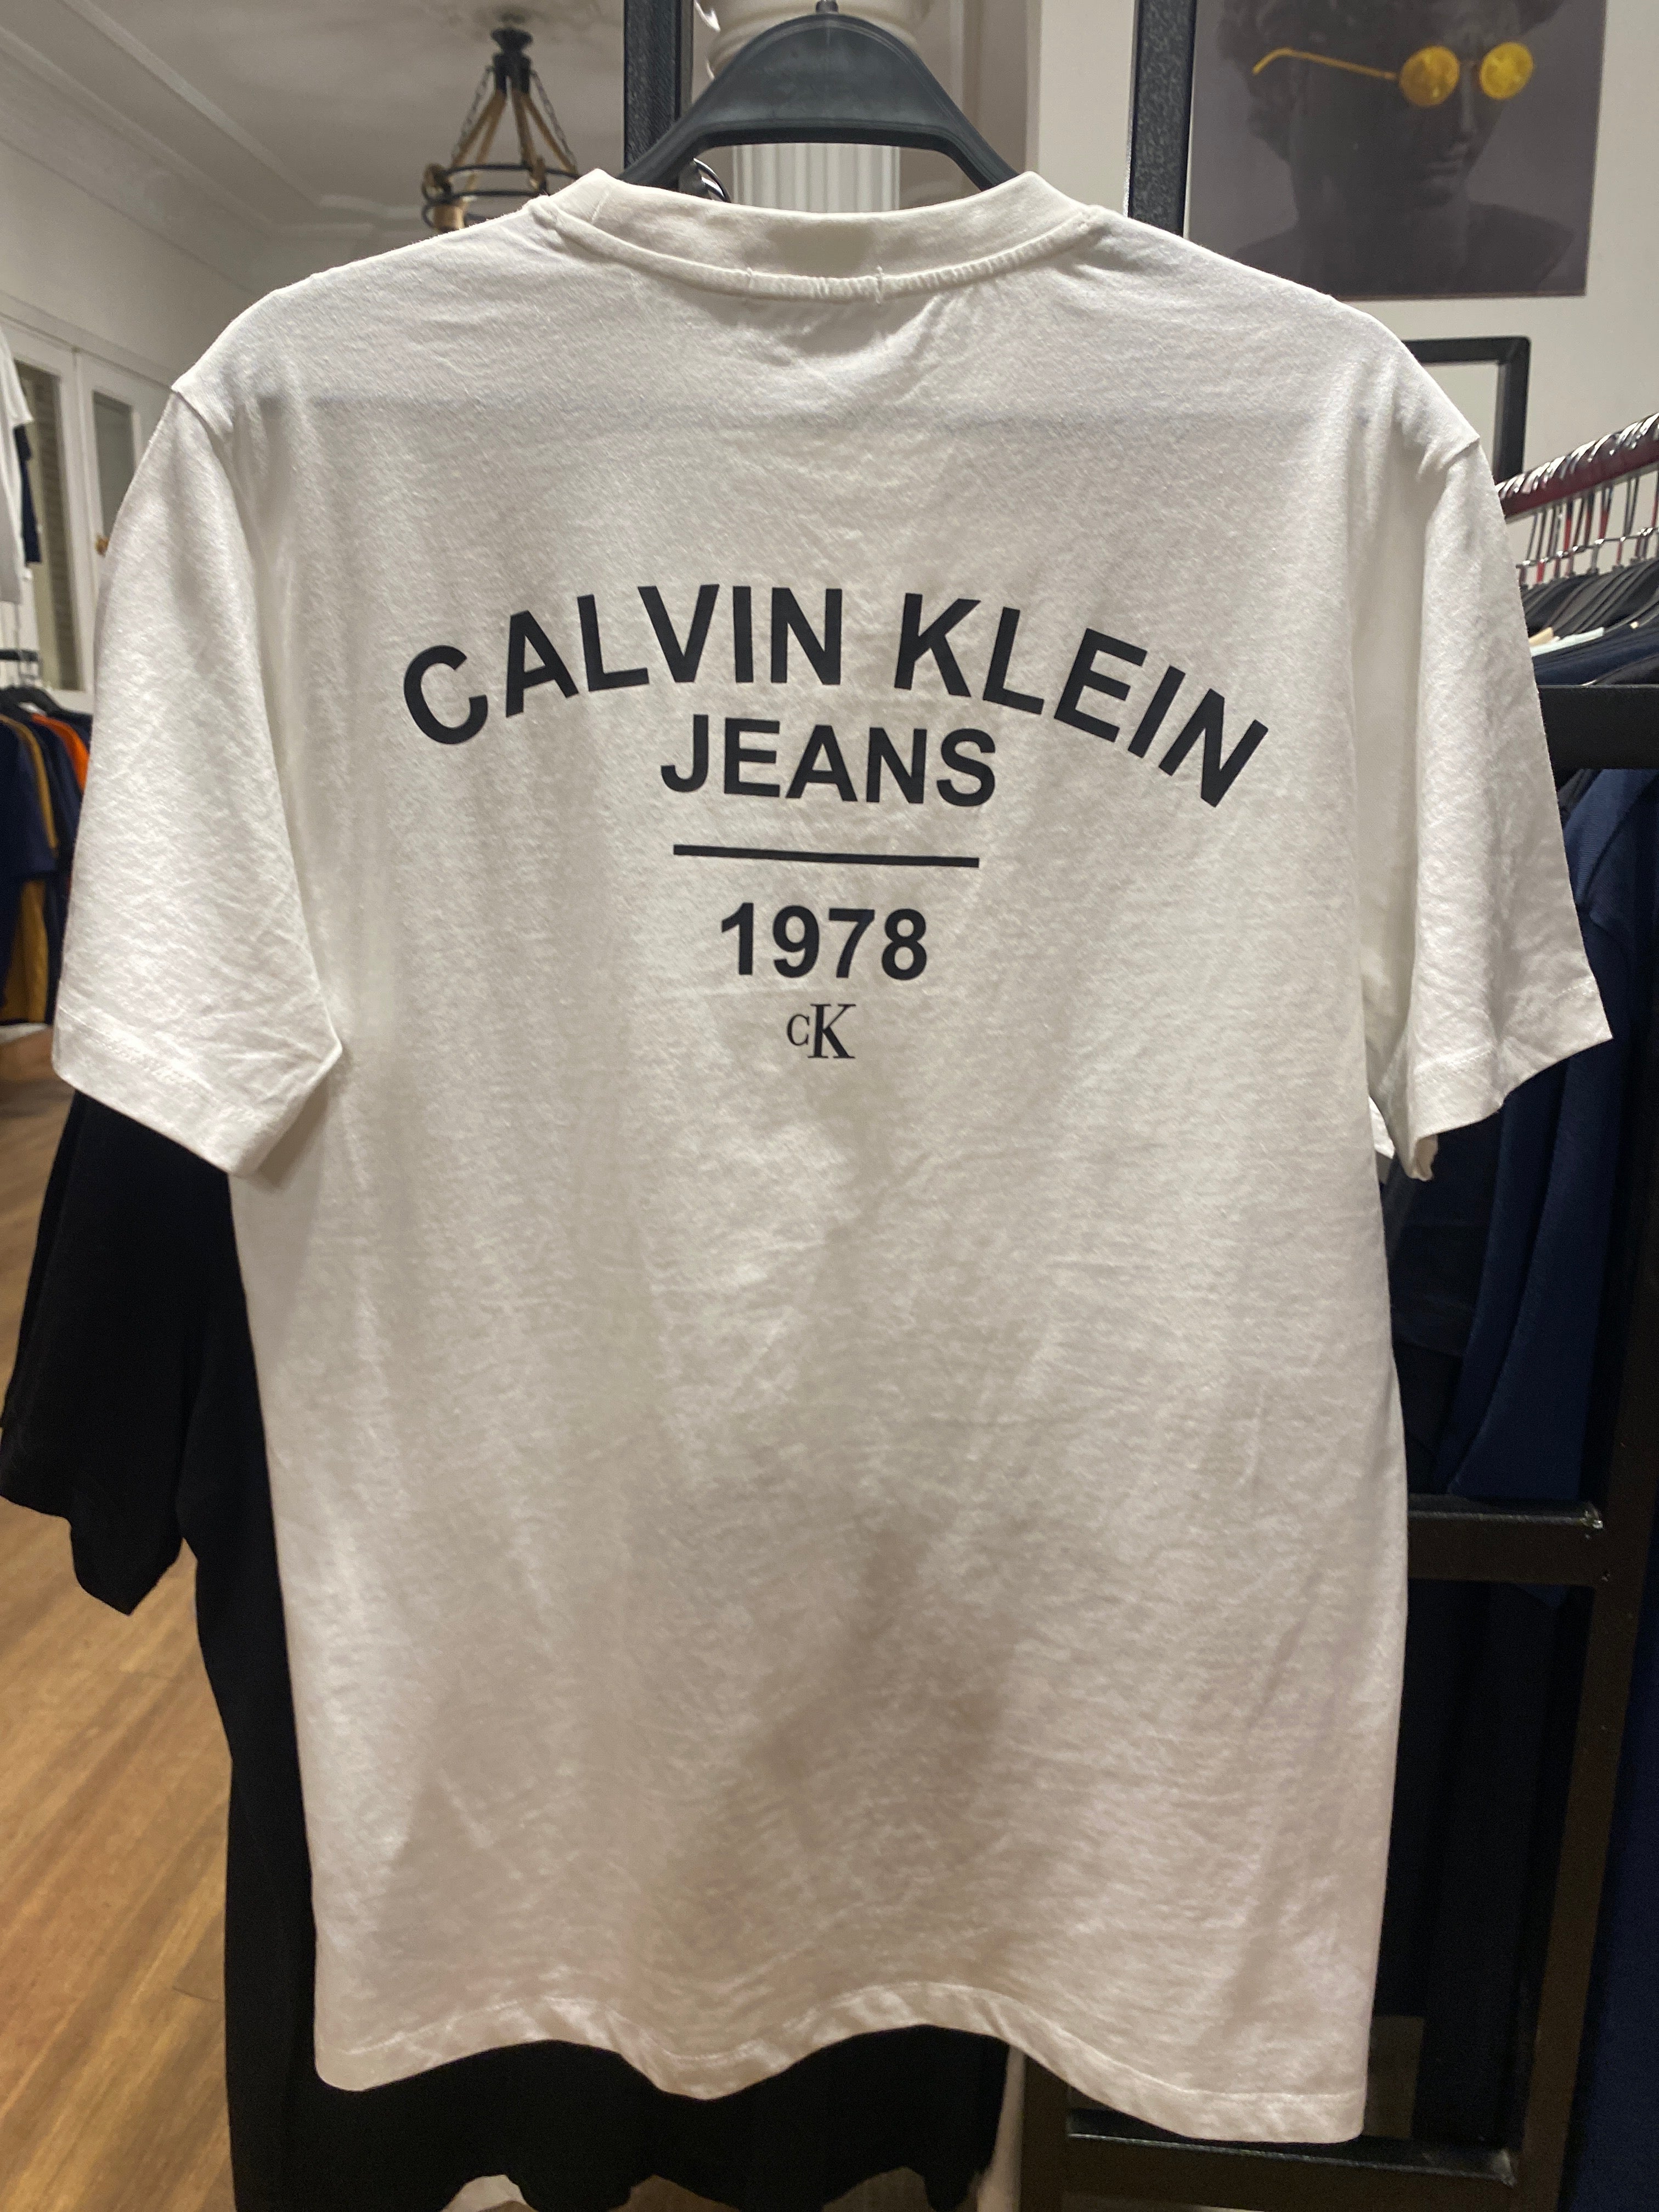 CALVIN KLEIN
JEANS
1978
CK